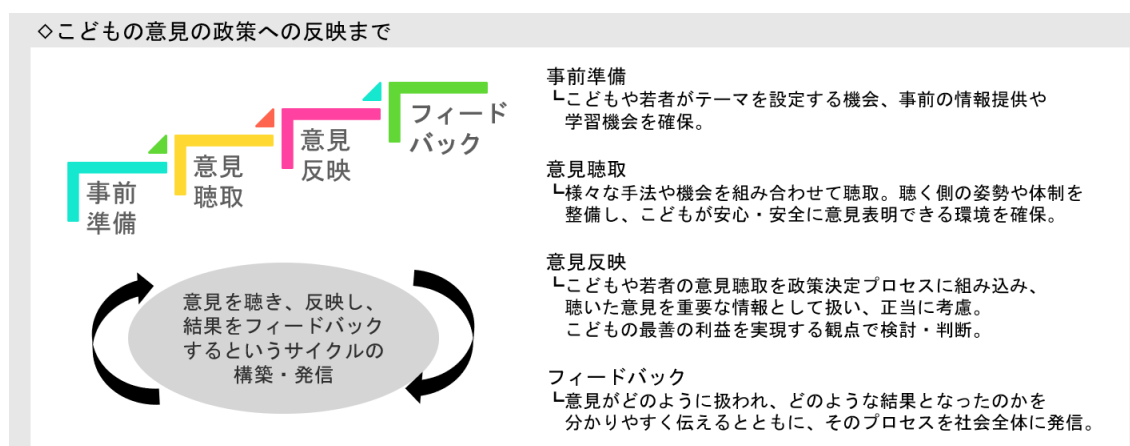 ◇こどもの意見の政策への反映まで
事前
準備
意見
聴取
意見
反映
フィード
バック
意見を聴き、反映し、
結果をフィードバック
するというサイクルの
構築・発信
事前準備
┗こどもや若者がテーマを設定する機会、事前の情報提供や
学習機会を確保。
意見聴取
┗様々な手法や機会を組み合わせて聴取。聴く側の姿勢や体制を
整備し、こどもが安心・安全に意見表明できる環境を確保。
意見反映
┗こどもや若者の意見聴取を政策決定プロセスに組み込み、
聴いた意見を重要な情報として扱い、正当に考慮。
こどもの最善の利益を実現する観点で検討・判断。
フィードバック
┗意見がどのように扱われ、どのような結果となったのかを
分かりやすく伝えるとともに、そのプロセスを社会全体に発信。